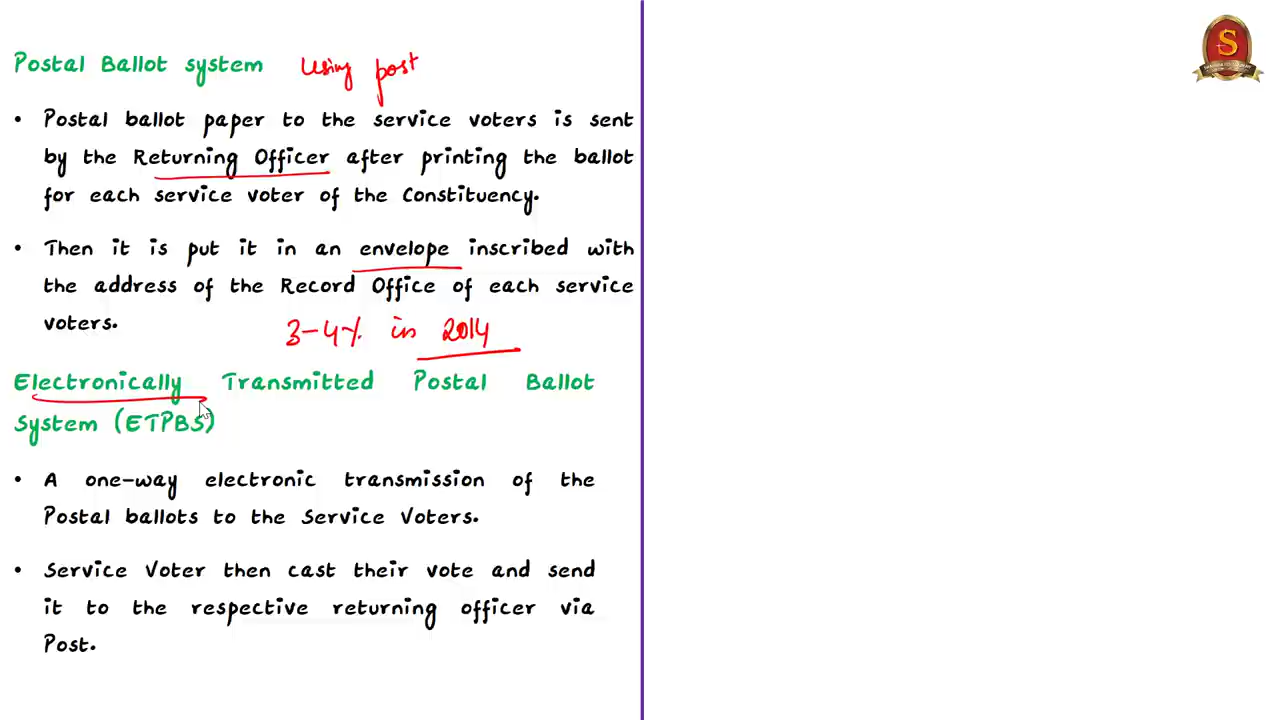 Postal Ballot system using post
• Postal ballot paper to the service voters is sent
by the Returning Officer after printing the ballot
for each service voter of the Constituency.
• Then it is put it in an envelope inscribed with
the address of the Record Office of each service
voters.
3-4% in 2014
Electronically Transmitted Postal Ballot
System (ETPBS)
• A one-way electronic transmission of the
Postal ballots to the Service Voters.
• Service Voter then cast their vote and send
it to the respective returning officer via
Post.
S